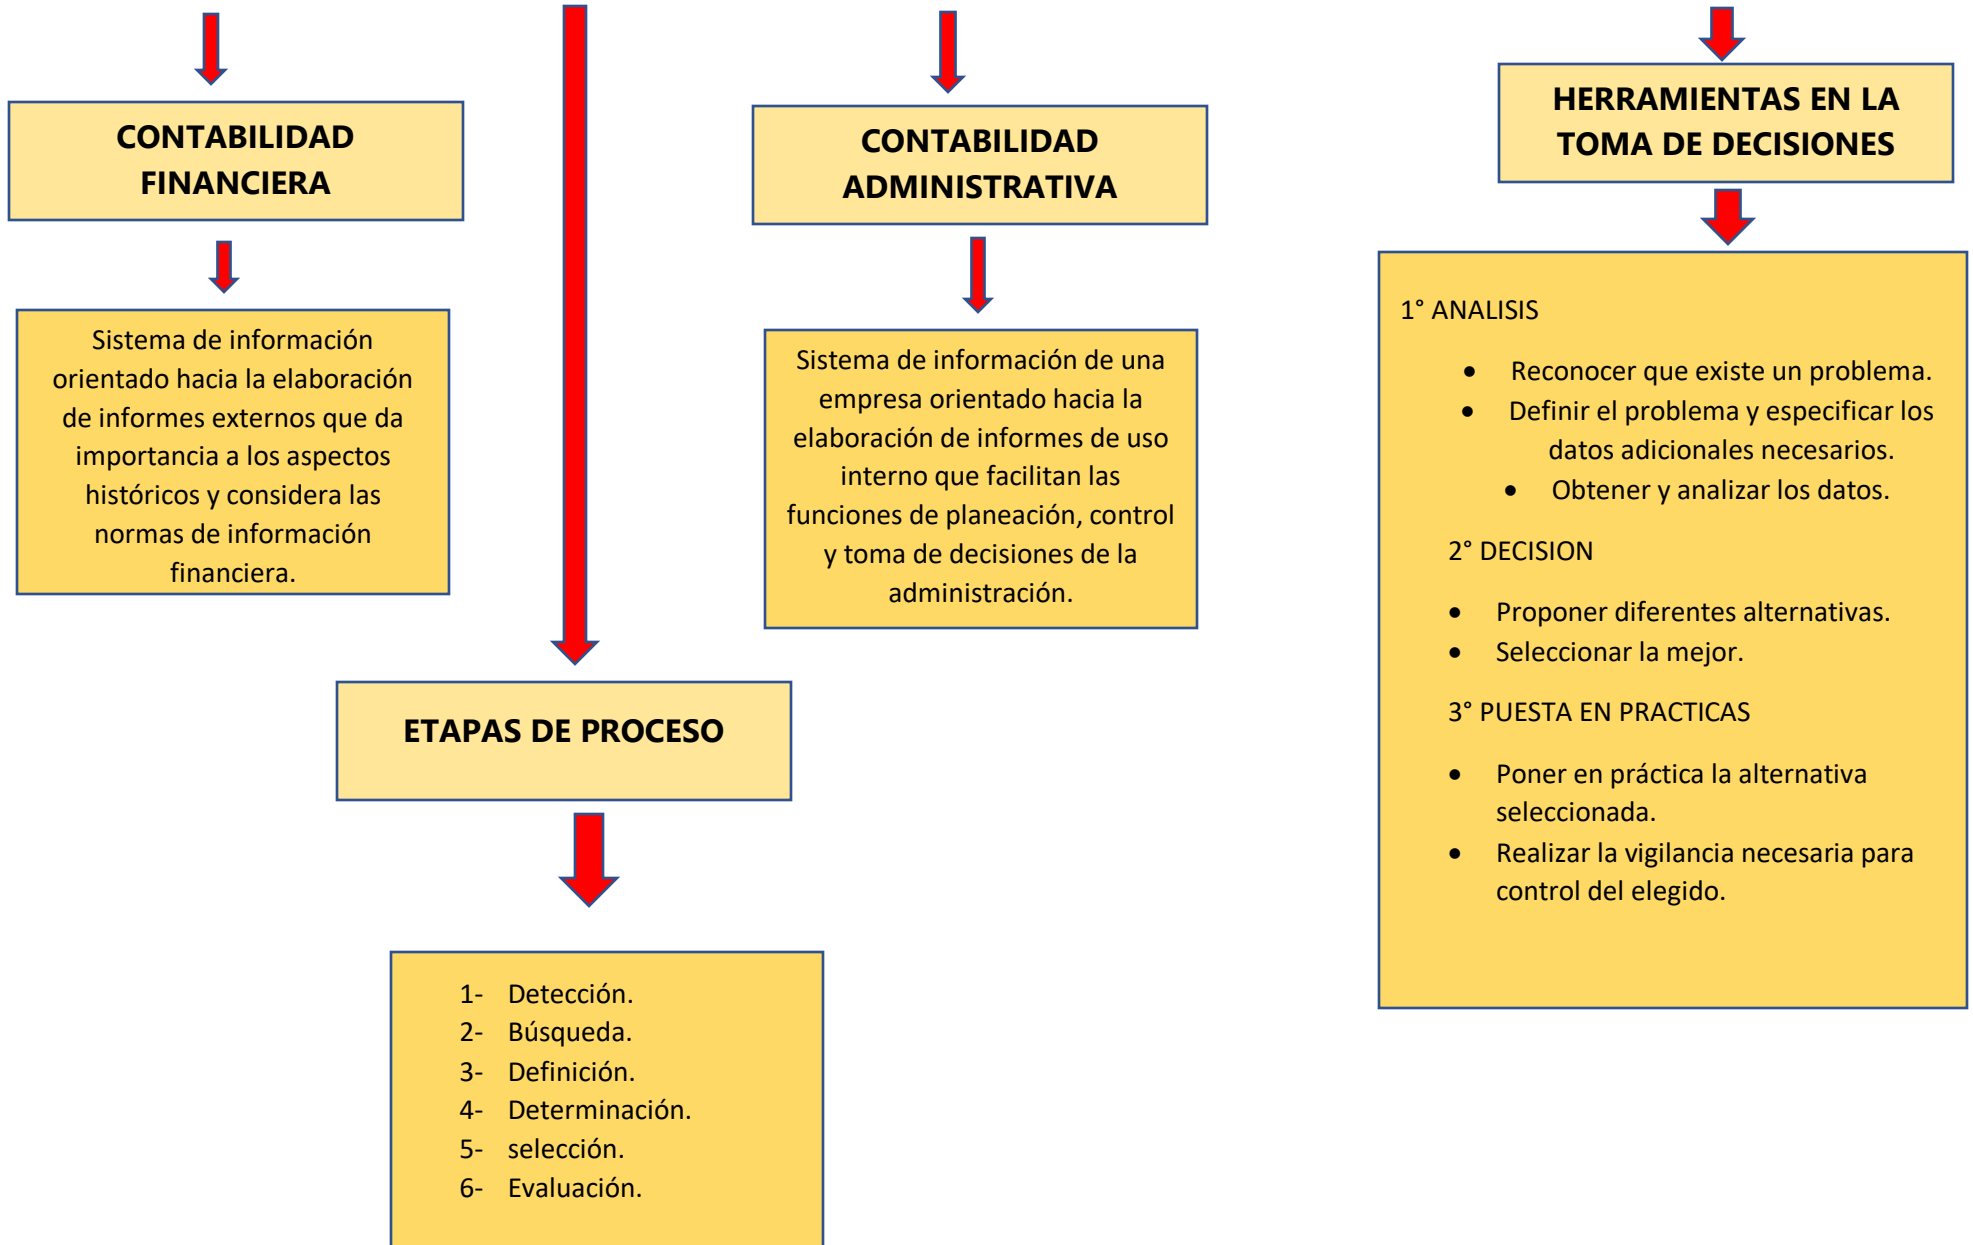 CONTABILIDAD
FINANCIERA
Sistema de información
orientado hacia la elaboración
de informes externos que da
importancia a los aspectos
históricos y considera las
normas de información
financiera.
CONTABILIDAD
ADMINISTRATIVA
Sistema de información de una
empresa orientado hacia la
elaboración de informes de uso
interno que facilitan las
funciones de planeación, control
y toma de decisiones de la
administración.
ETAPAS DE PROCESO
1- Detección.
2- Búsqueda.
3- Definición.
4- Determinación.
5- selección.
6- Evaluación.
HERRAMIENTAS EN LA
TOMA DE DECISIONES
1° ANALISIS
• Reconocer que existe un problema.
• Definir el problema y especificar los
datos adicionales necesarios.
• Obtener y analizar los datos.
2° DECISION
• Proponer diferentes alternativas.
• Seleccionar la mejor.
3° PUESTA EN PRACTICAS
• Poner en práctica la alternativa
seleccionada.
• Realizar la vigilancia necesaria para
control del elegido.